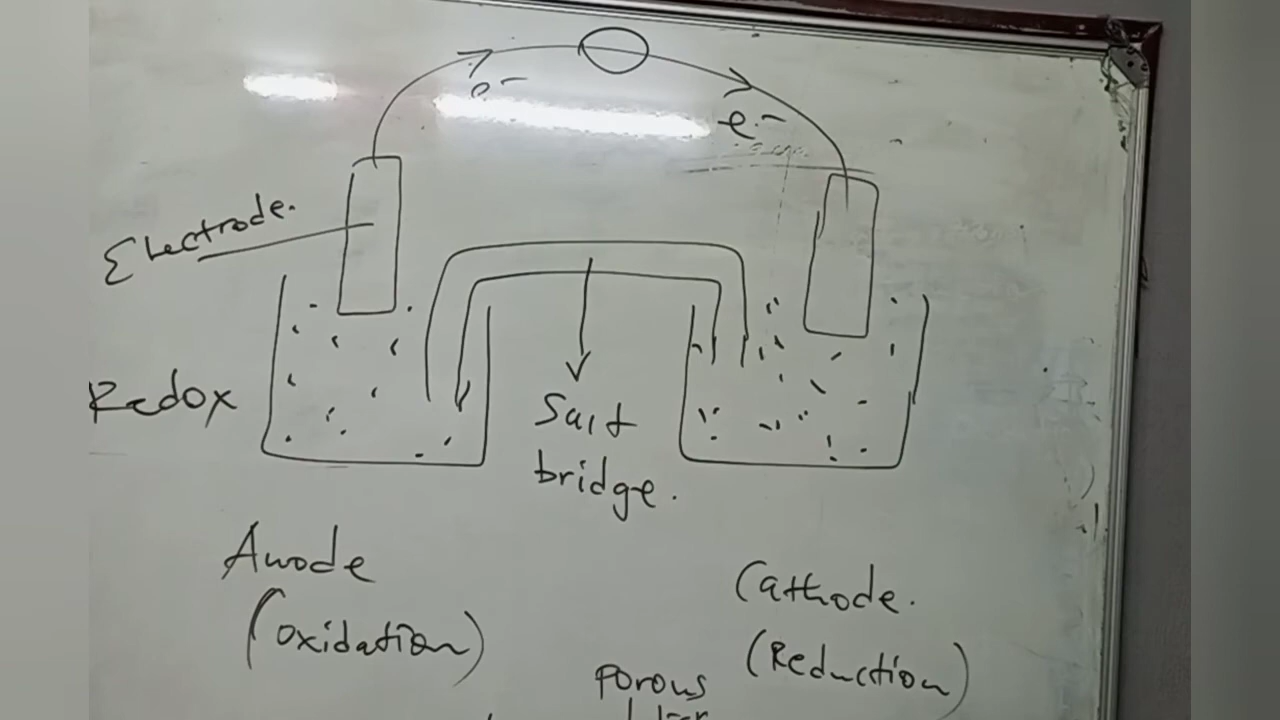 e-
e-
Electrode.
Redox
Salt
bridge.
Anode
(oxidation)
Cathode.
(Reduction)
Porous